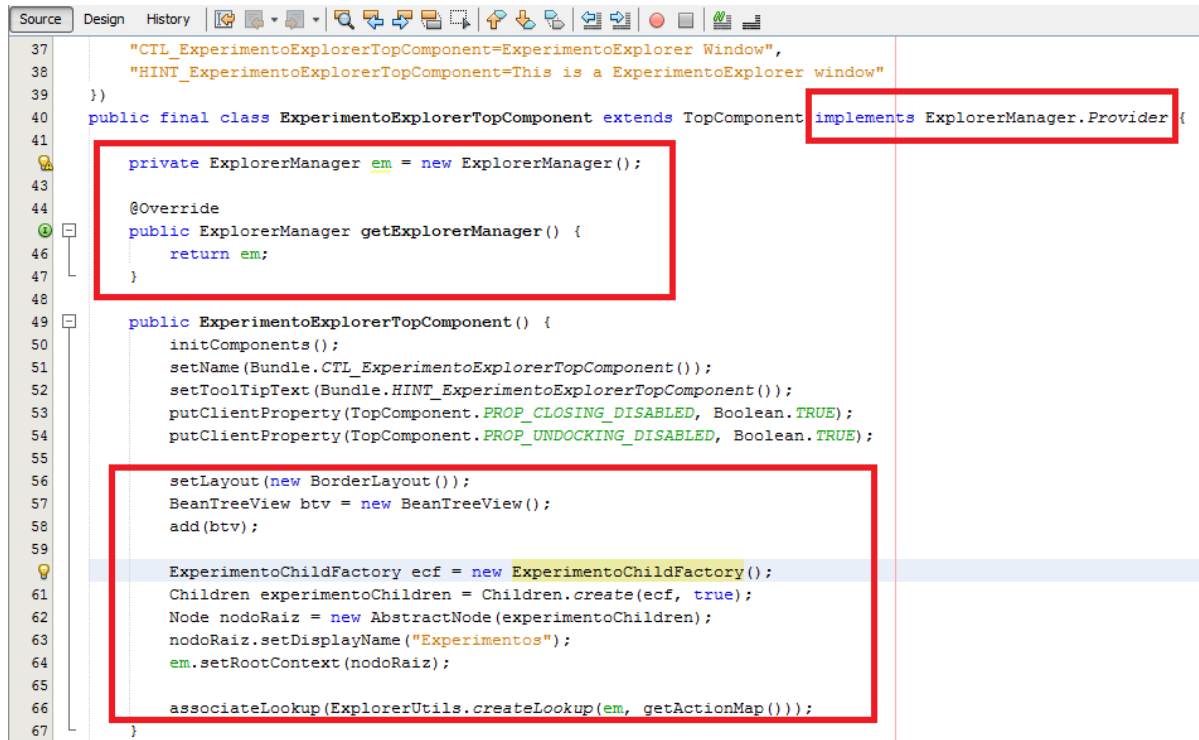 Source Design History
37 "CTL_ExperimentoExplorerTopComponent=ExperimentoExplorer Window",
38 "HINT_ExperimentoExplorerTopComponent=This is a ExperimentoExplorer window"
39 })
40 public final class ExperimentoExplorerTopComponent extends TopComponent implements ExplorerManager.Provider {
41
private ExplorerManager em = new ExplorerManager();
43
44 @Override
public ExplorerManager getExplorerManager() {
46 return em;
47 }
48
49 public ExperimentoExplorerTopComponent() {
50 initComponents();
51 setName(Bundle.CTL_ExperimentoExplorerTopComponent());
52 setToolTipText(Bundle.HINT_ExperimentoExplorerTopComponent());
53 putClientProperty(TopComponent.PROP_CLOSING_DISABLED, Boolean.TRUE);
54 putClientProperty(TopComponent.PROP_UNDOCKING_DISABLED, Boolean.TRUE);
55
56 setLayout(new BorderLayout());
57 BeanTreeView btv = new BeanTreeView();
58 add(btv);
59
ExperimentoChildFactory ecf = new ExperimentoChildFactory();
61 Children experimentoChildren = Children.create(ecf, true);
62 Node nodoRaiz = new AbstractNode(experimentoChildren);
63 nodoRaiz.setDisplayName("Experimentos");
64 em.setRootContext(nodoRaiz);
65
66 associateLookup(ExplorerUtils.createLookup(em, getActionMap()));
67 }